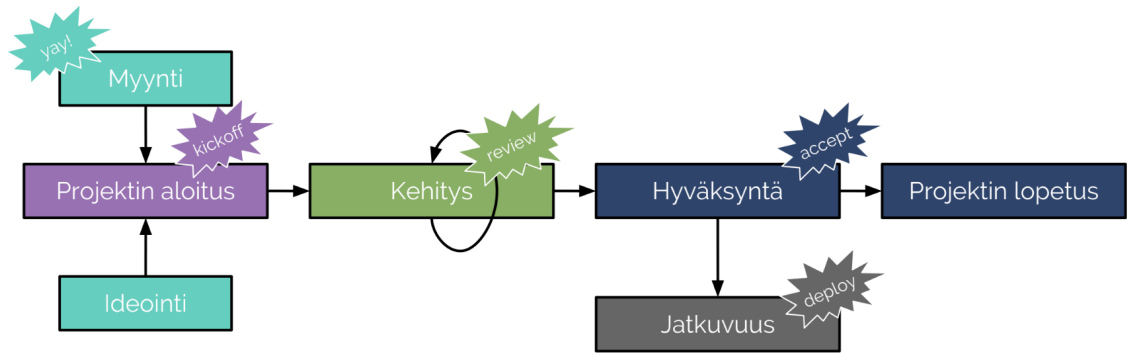 yay!
Myynti
kickoff
Projektin aloitus
review
Kehitys
accept
Hyväksyntä
Projektin lopetus
Ideointi
deploy
Jatkuvuus